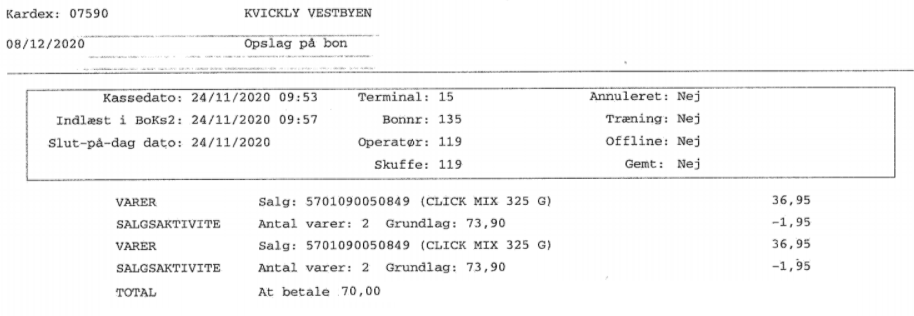 Kardex: 07590 KVICKLY VESTBYEN
08/12/2020 Opslag på bon
Kassedato: 24/11/2020 09:53 Terminal: 15 Annuleret: Nej
Indlæst i BoKs2: 24/11/2020 09:57 Bonnr: 135 Træning: Nej
Slut-på-dag dato: 24/11/2020 Operatør: 119 Offline: Nej
Skuffe: 119 Gemt: Nej
VARER Salg: 5701090050849 (CLICK MIX 325 G) 36,95
SALGSAKTIVITE Antal varer: 2 Grundlag: 73,90 -1,95
VARER Salg: 5701090050849 (CLICK MIX 325 G) 36,95
SALGSAKTIVITE Antal varer: 2 Grundlag: 73,90 -1,95
TOTAL At betale 70,00